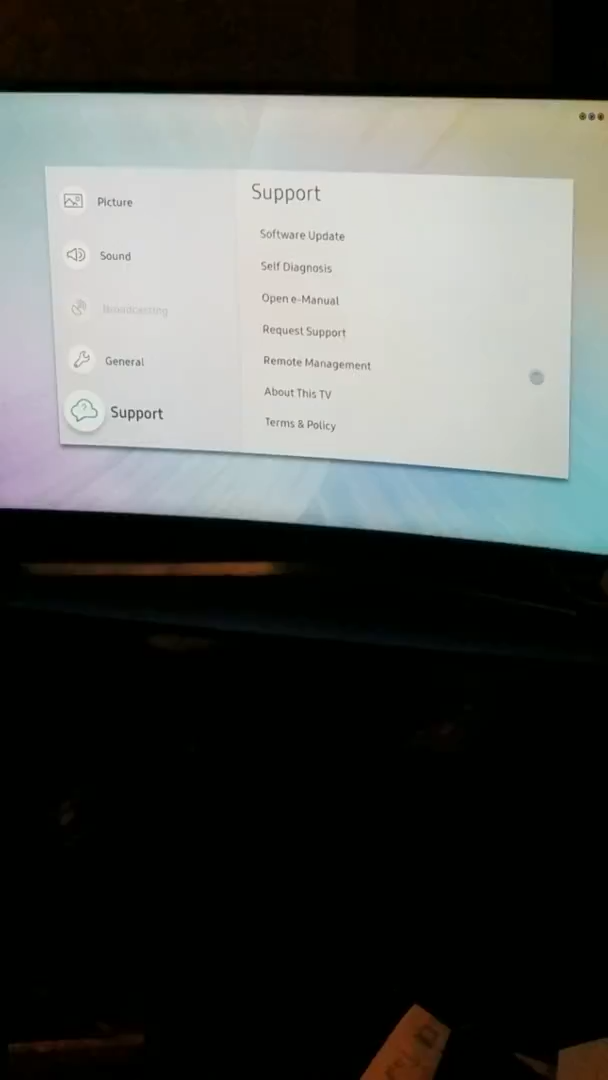 Picture
Sound
Broadcasting
General
Support
Support
Software Update
Self Diagnosis
Open e-Manual
Request Support
Remote Management
About This TV
Terms & Policy